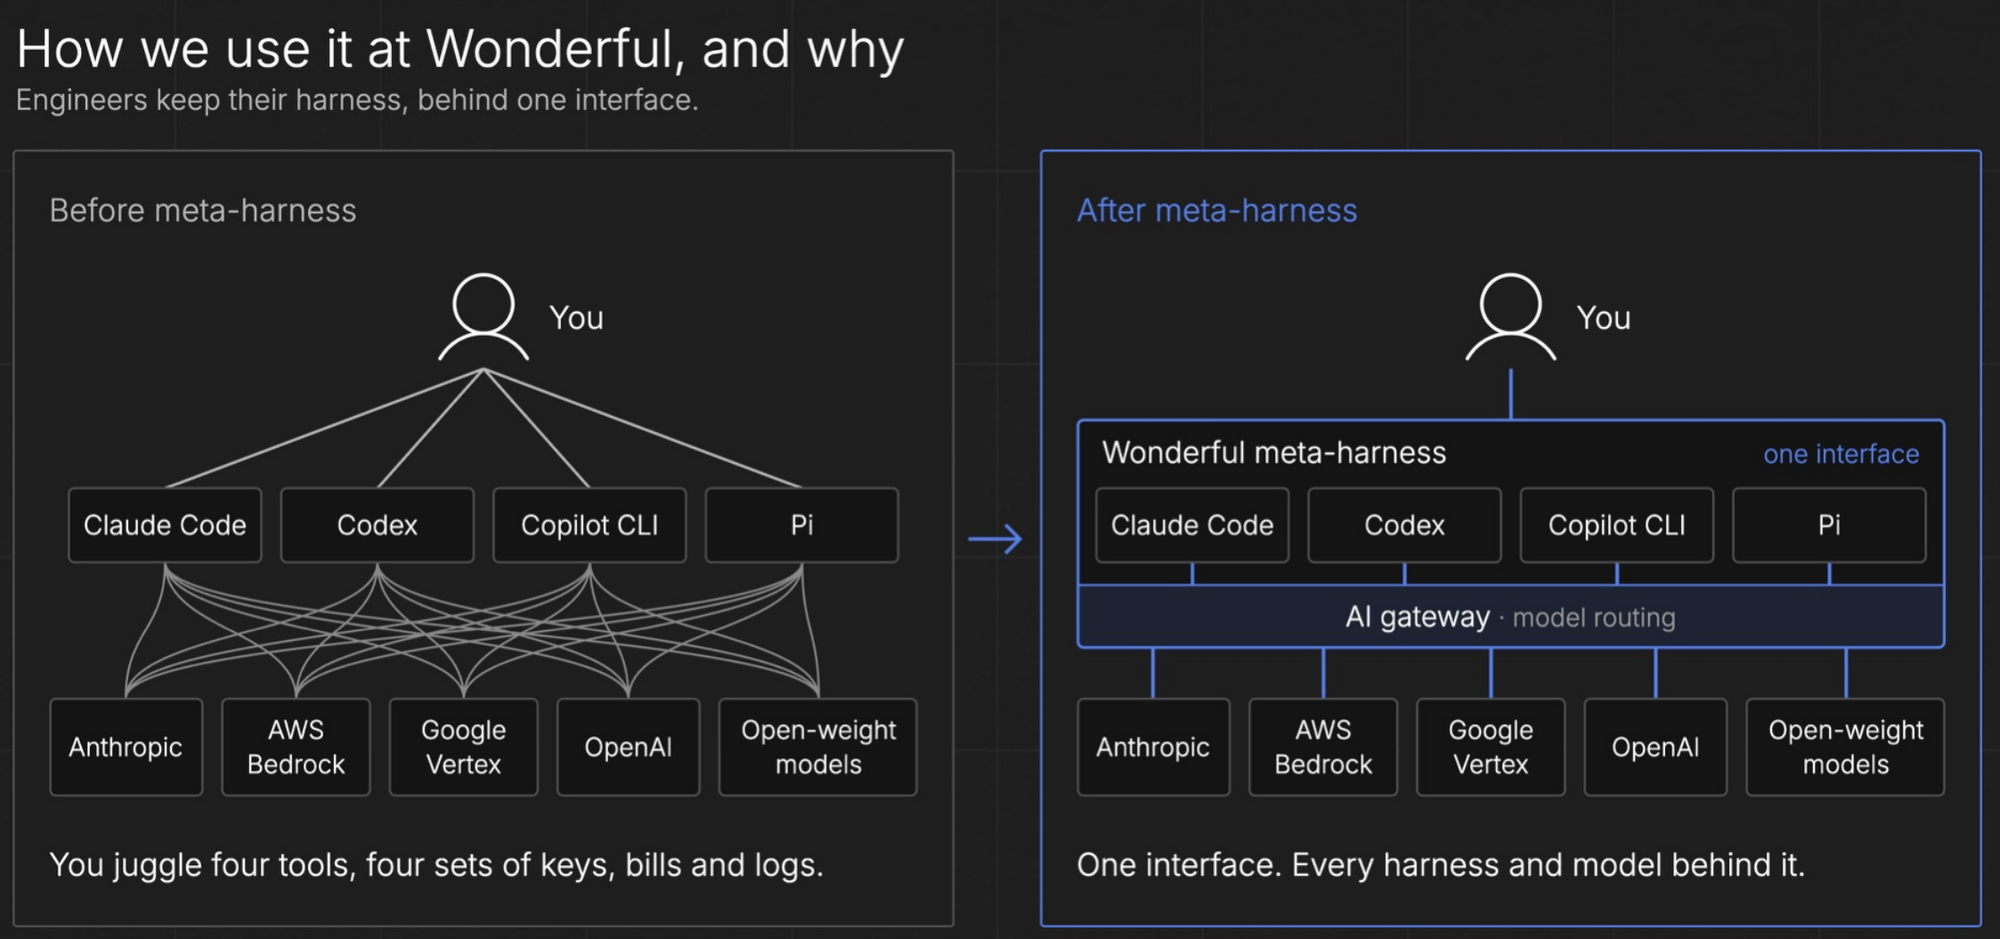 How we use it at Wonderful, and why
Engineers keep their harness, behind one interface.
Before meta-harness
You
Claude Code
Codex
Copilot CLI
Pi
Anthropic
AWS
Bedrock
Google
Vertex
OpenAI
Open-weight
models
You juggle four tools, four sets of keys, bills and logs.
After meta-harness
You
Wonderful meta-harness
one interface
Claude Code
Codex
Copilot CLI
Pi
AI gateway · model routing
Anthropic
AWS
Bedrock
Google
Vertex
OpenAI
Open-weight
models
One interface. Every harness and model behind it.